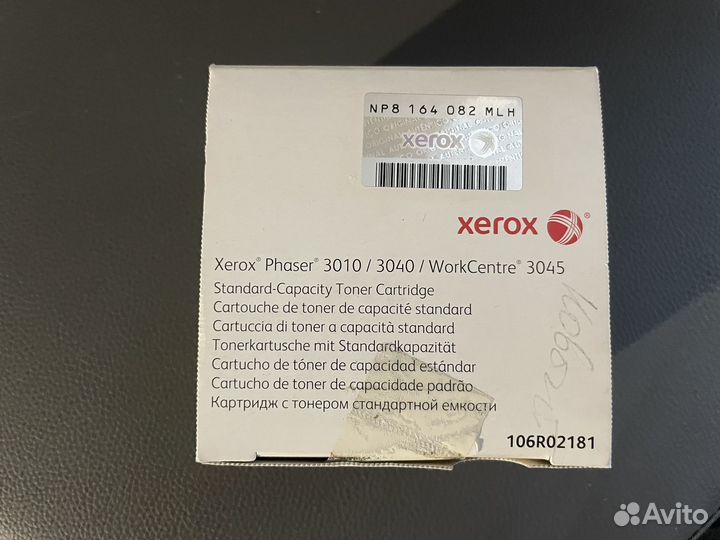 NP8 164 082 MLH
xerox
xerox®
Xerox® Phaser® 3010 / 3040 / WorkCentre® 3045
Standard-Capacity Toner Cartridge
Cartouche de toner de capacité standard
Cartuccia di toner a capacità standard
Tonerkartusche mit Standardkapazität
Cartucho de tóner de capacidad estándar
Cartucho de toner de capacidade padrão
Картридж с тонером стандартной емкости
106R02181
Avito